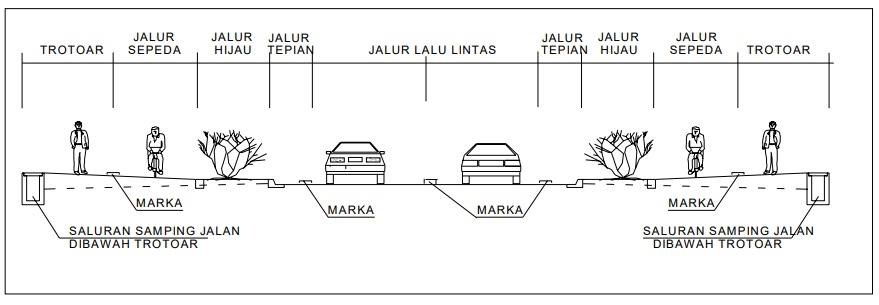 TROTOAR
JALUR
SEPEDA
JALUR
HIJAU
JALUR
TEPIAN
JALUR LALU LINTAS
JALUR
TEPIAN
JALUR
HIJAU
JALUR
SEPEDA
TROTOAR
MARKA
MARKA
MARKA
MARKA
SALURAN SAMPING JALAN
DIBAWAH TROTOAR
SALURAN SAMPING JALAN
DIBAWAH TROTOAR